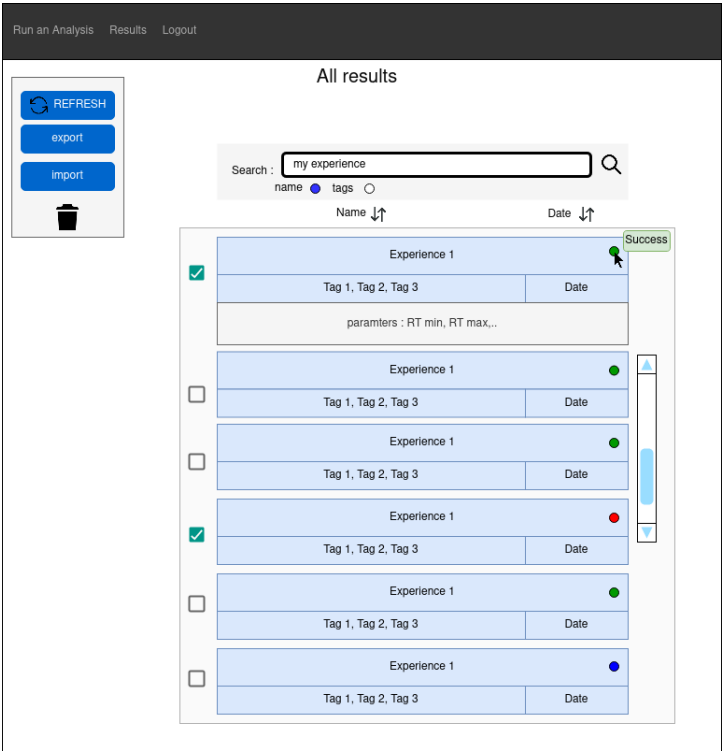 Run an Analysis Results Logout
All results
REFRESH
export
import
Search : my experience
name tags
Name Date
Success
Experience 1
Tag 1, Tag 2, Tag 3 Date
paramters : RT min, RT max,..
Experience 1
Tag 1, Tag 2, Tag 3 Date
Experience 1
Tag 1, Tag 2, Tag 3 Date
Experience 1
Tag 1, Tag 2, Tag 3 Date
Experience 1
Tag 1, Tag 2, Tag 3 Date
Experience 1
Tag 1, Tag 2, Tag 3 Date